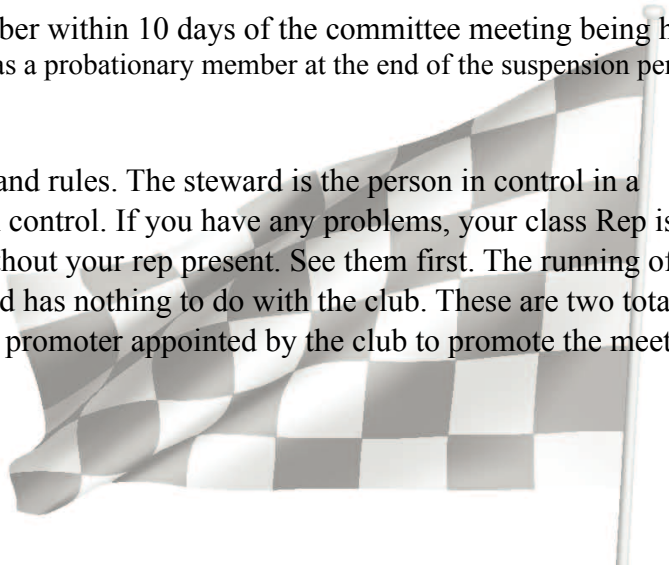 ber within 10 days of the committee meeting being h
as a probationary member at the end of the suspension per
and rules. The steward is the person in control in a
control. If you have any problems, your class Rep is
hout your rep present. See them first. The running of
d has nothing to do with the club. These are two tota
promoter appointed by the club to promote the meet